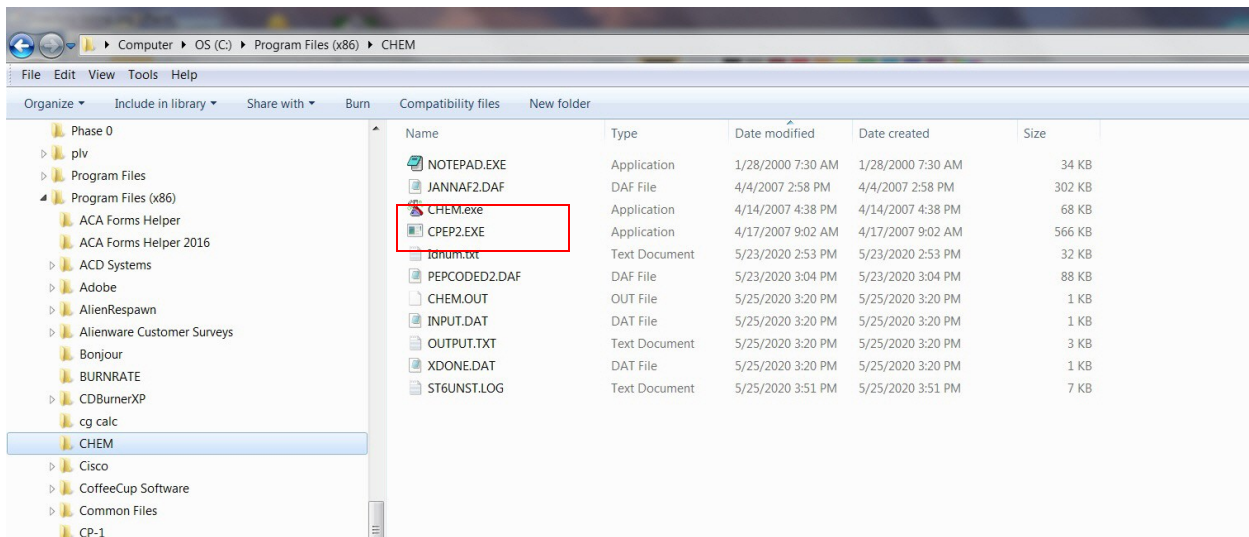 Computer ▸ OS (C:) ▸ Program Files (x86) ▸ CHEM
File Edit View Tools Help
Organize Include in library Share with Burn Compatibility files New folder
Phase 0
plv
Program Files
Program Files (x86)
ACA Forms Helper
ACA Forms Helper 2016
ACD Systems
Adobe
AlienRespawn
Alienware Customer Surveys
Bonjour
BURNRATE
CDBurnerXP
cg calc
CHEM
Cisco
CoffeeCup Software
Common Files
CP-1
Name Type Date modified Date created Size
NOTEPAD.EXE Application 1/28/2000 7:30 AM 1/28/2000 7:30 AM 34 KB
JANNAF2.DAF DAF File 4/4/2007 2:58 PM 4/4/2007 2:58 PM 302 KB
CHEM.exe Application 4/14/2007 4:38 PM 4/14/2007 4:38 PM 68 KB
CPEP2.EXE Application 4/17/2007 9:02 AM 4/17/2007 9:02 AM 566 KB
Idnum.txt Text Document 5/23/2020 2:53 PM 5/23/2020 2:53 PM 32 KB
PEPCODED2.DAF DAF File 5/23/2020 3:04 PM 5/23/2020 3:04 PM 88 KB
CHEM.OUT OUT File 5/25/2020 3:20 PM 5/25/2020 3:20 PM 1 KB
INPUT.DAT DAT File 5/25/2020 3:20 PM 5/25/2020 3:20 PM 1 KB
OUTPUT.TXT Text Document 5/25/2020 3:20 PM 5/25/2020 3:20 PM 3 KB
XDONE.DAT DAT File 5/25/2020 3:20 PM 5/25/2020 3:20 PM 1 KB
ST6UNST.LOG Text Document 5/25/2020 3:51 PM 5/25/2020 3:51 PM 7 KB